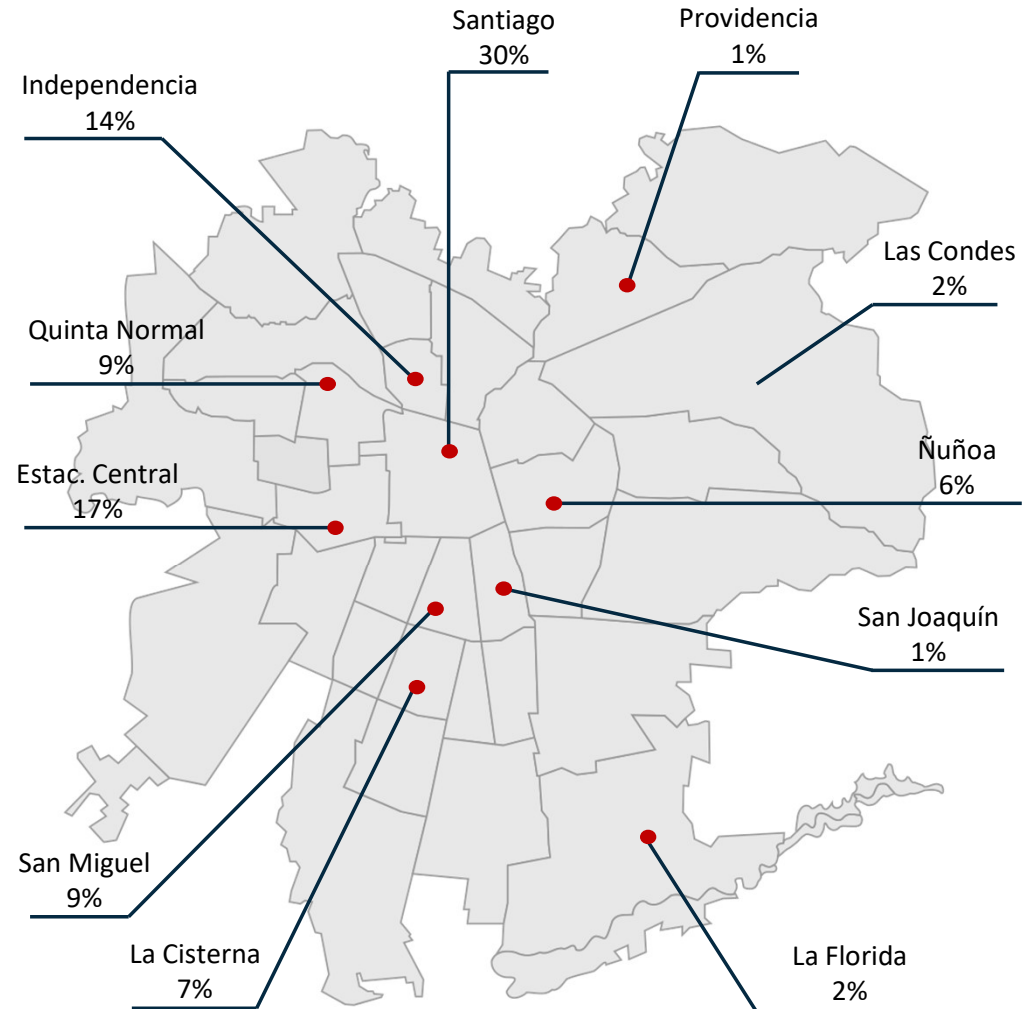 Santiago
30%
Providencia
1%
Independencia
14%
Las Condes
2%
Quinta Normal
9%
Ñuñoa
6%
Estac. Central
17%
San Joaquín
1%
San Miguel
9%
La Cisterna
7%
La Florida
2%